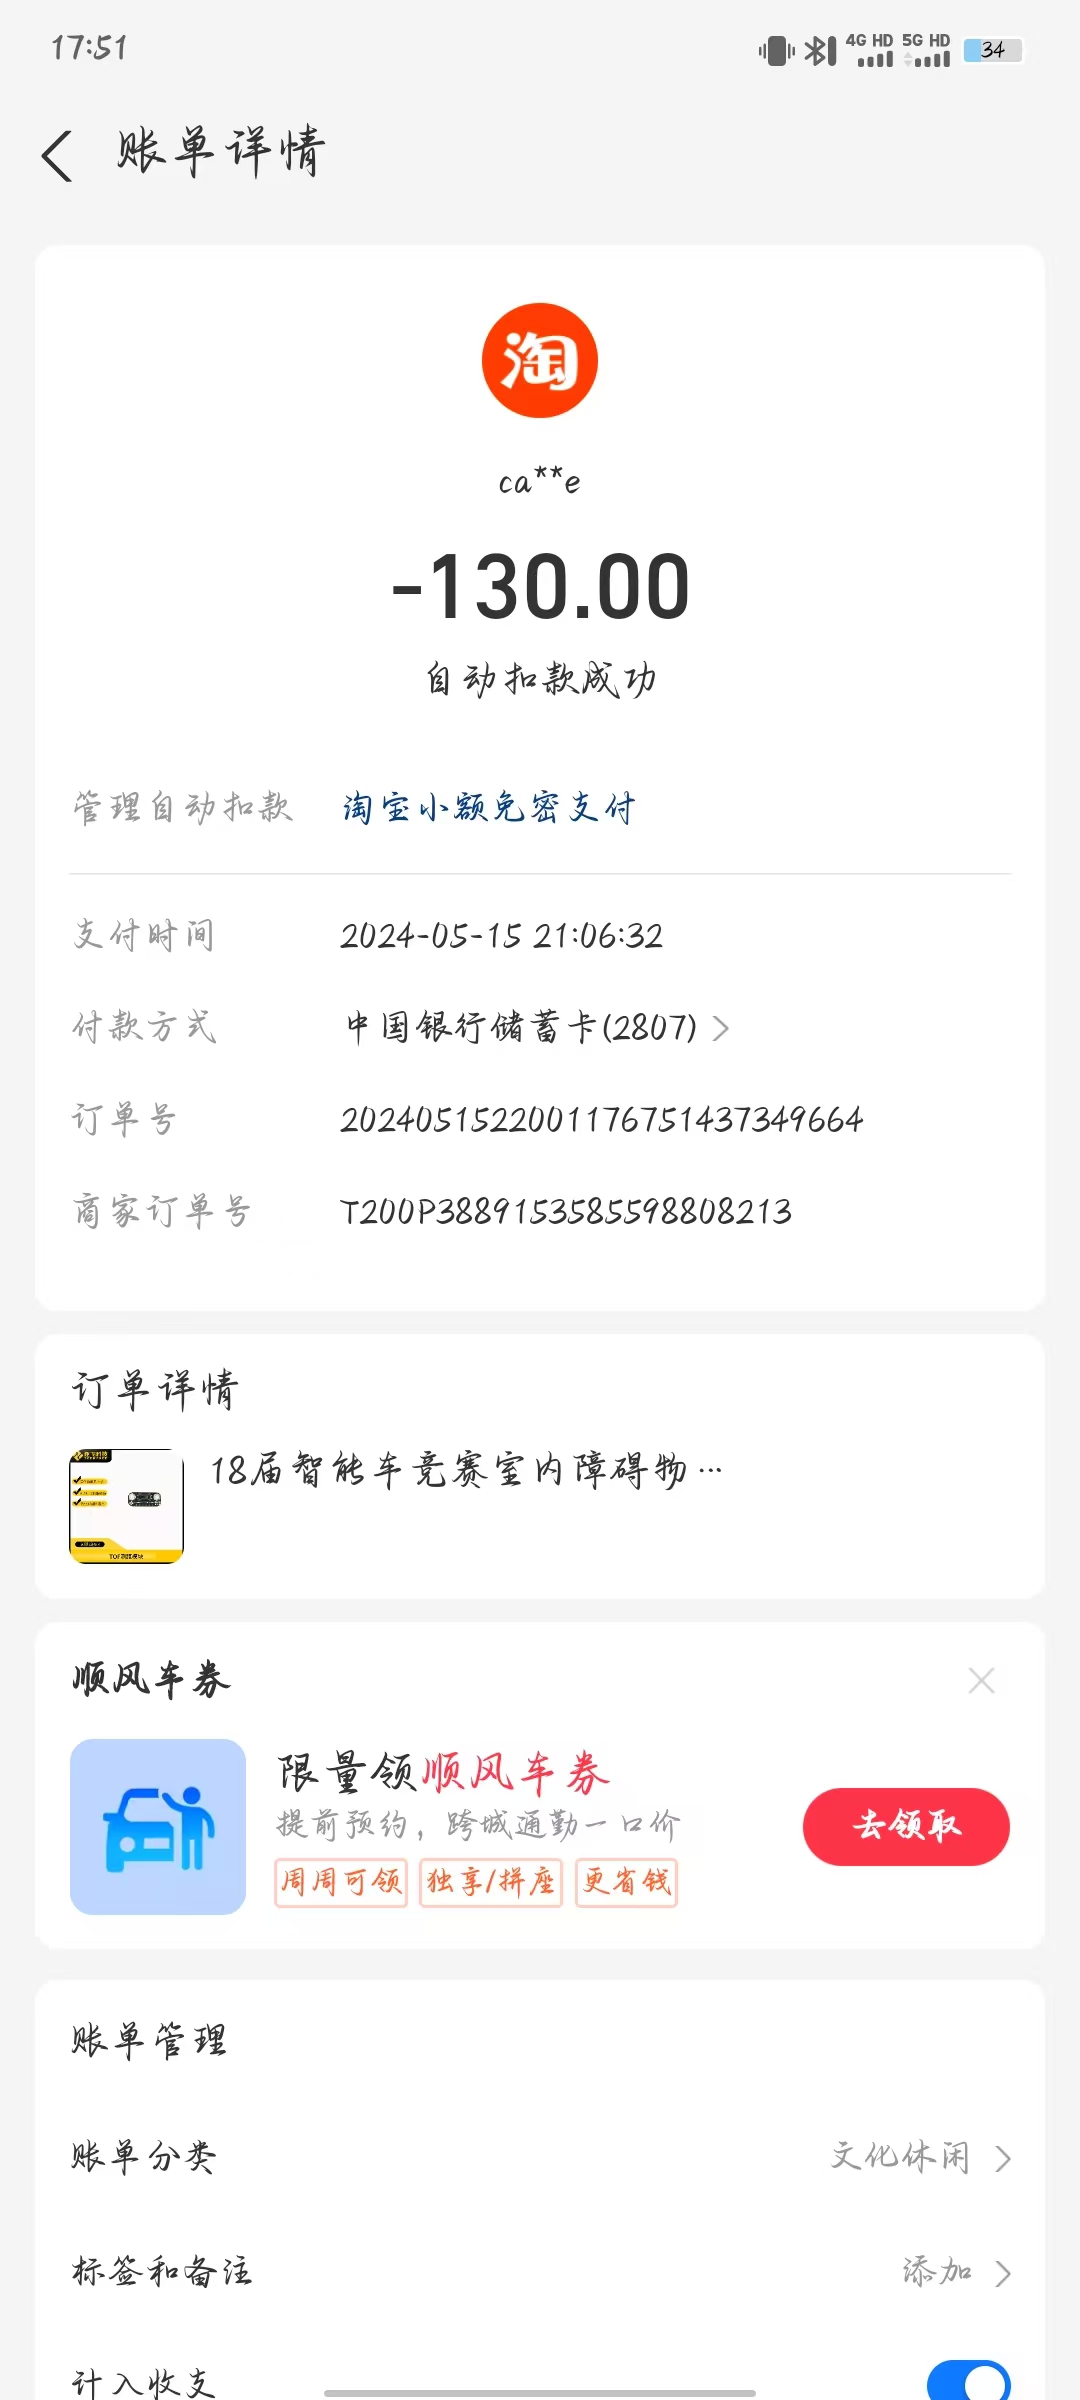 17:51
4G HD 5G HD 34
账单详情
淘
ca**e
-130.00
自动扣款成功
管理自动扣款 淘宝小额免密支付
支付时间 2024-05-15 21:06:32
付款方式 中国银行储蓄卡(2807)
订单号 2024051522001176751437349664
商家订单号 T200P3889153585598808213
订单详情
18届智能车竞赛室内障碍物…
TOF测距模块
顺风车券
限量领顺风车券
提前预约，跨城通勤一口价
去领取
周周可领 独享/拼座 更省钱
账单管理
账单分类 文化休闲
标签和备注 添加
计入收支